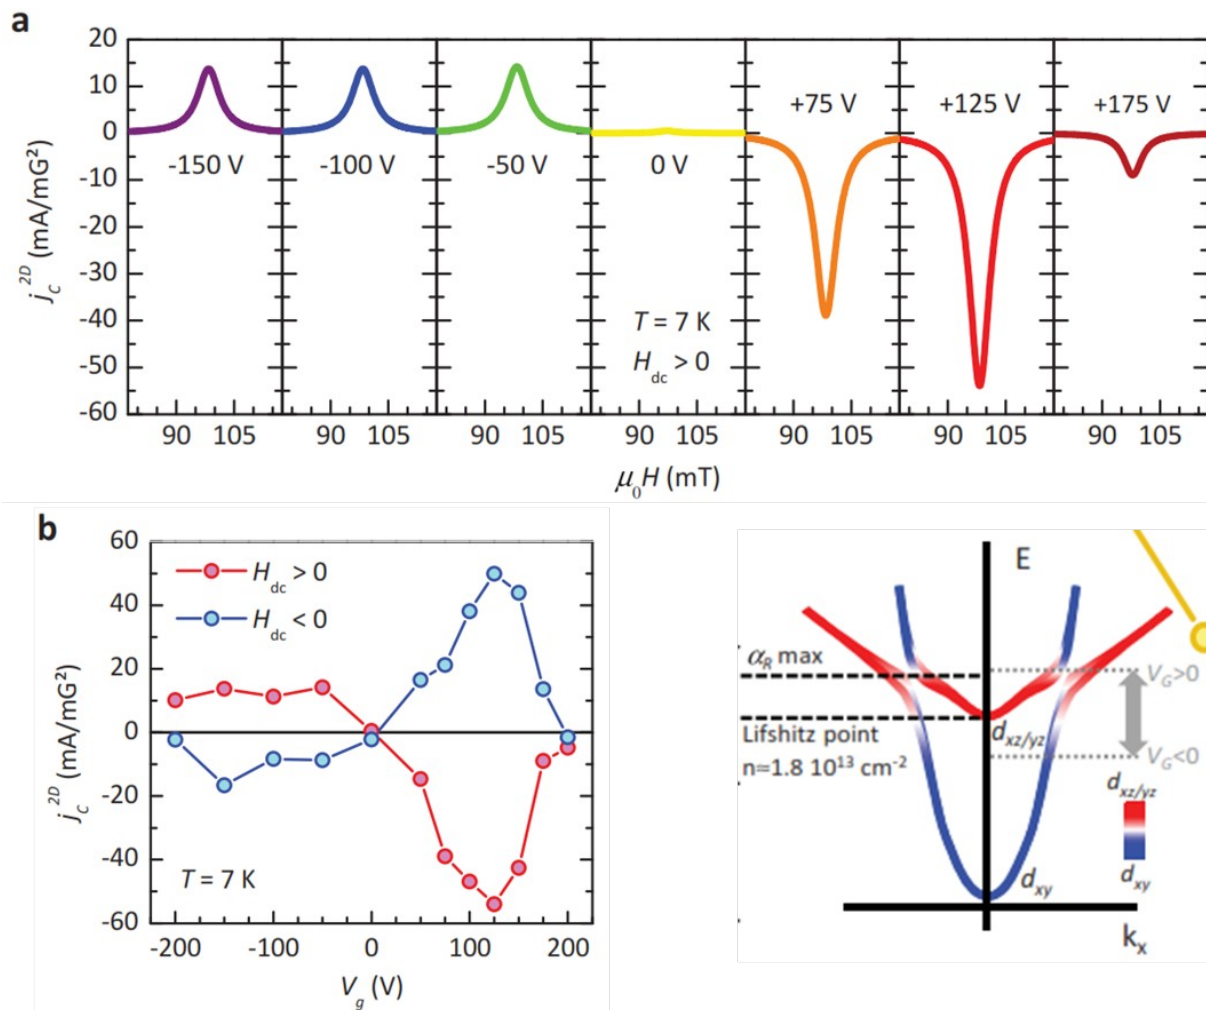 a
20
10
0
-10
-20
-30
-40
-50
-60
j_C^{2D} (mA/mG²)
-150 V
-100 V
-50 V
0 V
+75 V
+125 V
+175 V
T = 7 K
H_dc > 0
90 105 90 105 90 105 90 105 90 105 90 105 90 105
μ₀H (mT)
b
60
40
20
0
-20
-40
-60
j_C^{2D} (mA/mG²)
H_dc > 0
H_dc < 0
T = 7 K
-200 -100 0 100 200
V_g (V)
E
α_R max
V_G>0
Lifshitz point
n=1.8 10¹³ cm⁻²
d_xz/yz
V_G<0
d_xz/yz
d_xy
d_xy
k_x